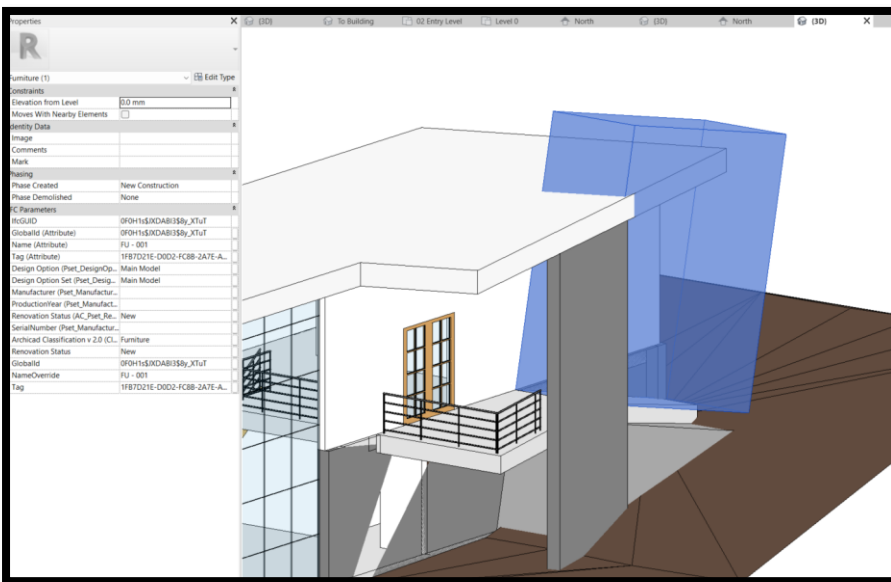 Properties
{3D}
To Building
02 Entry Level
Level 0
North
{3D}
North
{3D}
R
Furniture (1)
Edit Type
Constraints
Elevation from Level 0.0 mm
Moves With Nearby Elements
Identity Data
Image
Comments
Mark
Phasing
Phase Created New Construction
Phase Demolished None
IFC Parameters
IfcGUID 0F0H1s$JXDABI3$8y_XTuT
GlobalId (Attribute) 0F0H1s$JXDABI3$8y_XTuT
Name (Attribute) FU - 001
Tag (Attribute) 1FB7D21E-D0D2-FC8B-2A7E-A...
Design Option (Pset_DesignOp... Main Model
Design Option Set (Pset_Desig... Main Model
Manufacturer (Pset_Manufactur...
ProductionYear (Pset_Manufact...
Renovation Status (AC_Pset_Re... New
SerialNumber (Pset_Manufactur...
Archicad Classification v 2.0 (Cl... Furniture
Renovation Status New
GlobalId 0F0H1s$JXDABI3$8y_XTuT
NameOverride FU - 001
Tag 1FB7D21E-D0D2-FC8B-2A7E-A...